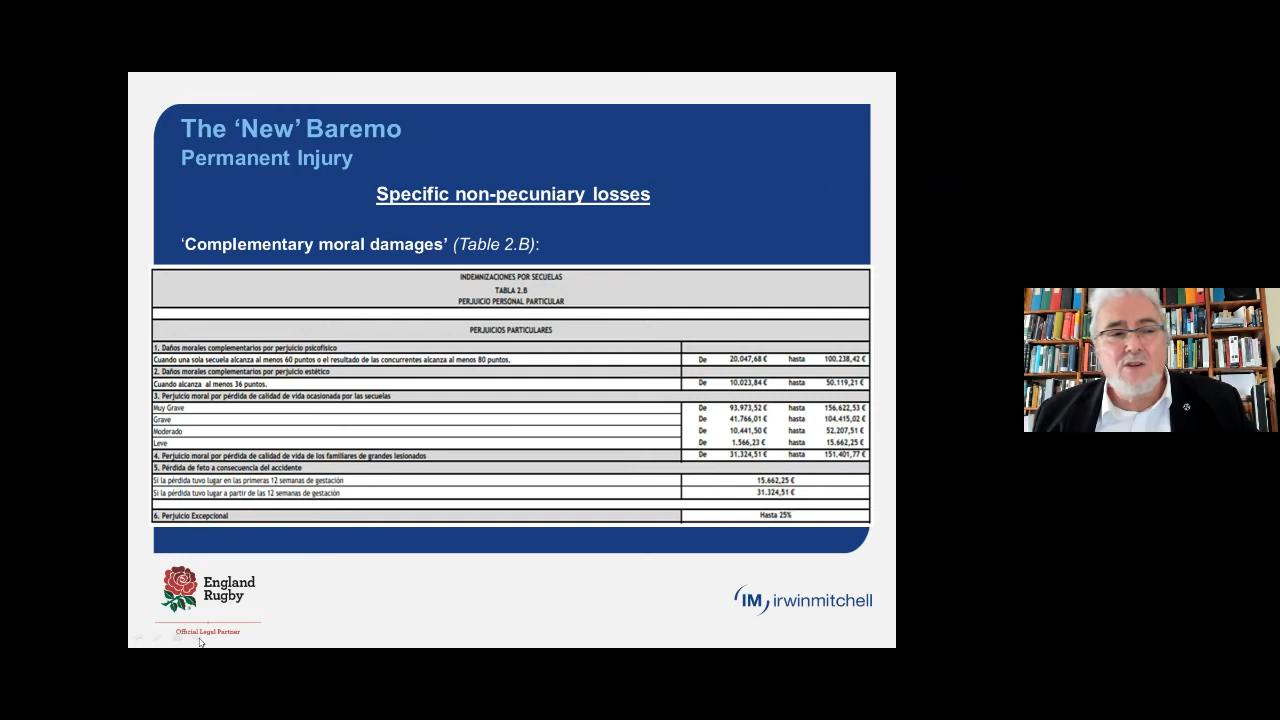 The ‘New’ Baremo
Permanent Injury
Specific non-pecuniary losses
‘Complementary moral damages’ (Table 2.B):
INDEMNIZACIONES POR SECUELAS
TABLA 2.B
PERJUICIO PERSONAL PARTICULAR
PERJUICIOS PARTICULARES
1. Daños morales complementarios por perjuicio psicofísico
Cuando una sola secuela alcanza al menos 60 puntos o el resultado de las concurrentes alcanza al menos 80 puntos. De 20.047,68 € hasta 100.238,42 €
2. Daños morales complementarios por perjuicio estético
Cuando alcanza al menos 36 puntos. De 10.023,84 € hasta 50.119,21 €
3. Perjuicio moral por pérdida de calidad de vida ocasionada por las secuelas
Muy Grave De 93.973,52 € hasta 156.622,53 €
Grave De 41.766,01 € hasta 104.415,02 €
Moderado De 10.441,50 € hasta 52.207,51 €
Leve De 1.566,23 € hasta 15.662,25 €
4. Perjuicio moral por pérdida de calidad de vida de los familiares de grandes lesionados De 31.324,51 € hasta 151.401,77 €
5. Pérdida de feto a consecuencia del accidente
Si la pérdida tuvo lugar en las primeras 12 semanas de gestación 15.662,25 €
Si la pérdida tuvo lugar a partir de las 12 semanas de gestación 31.324,51 €
6. Perjuicio Excepcional Hasta 25%
England
Rugby
Official Legal Partner
IM irwinmitchell